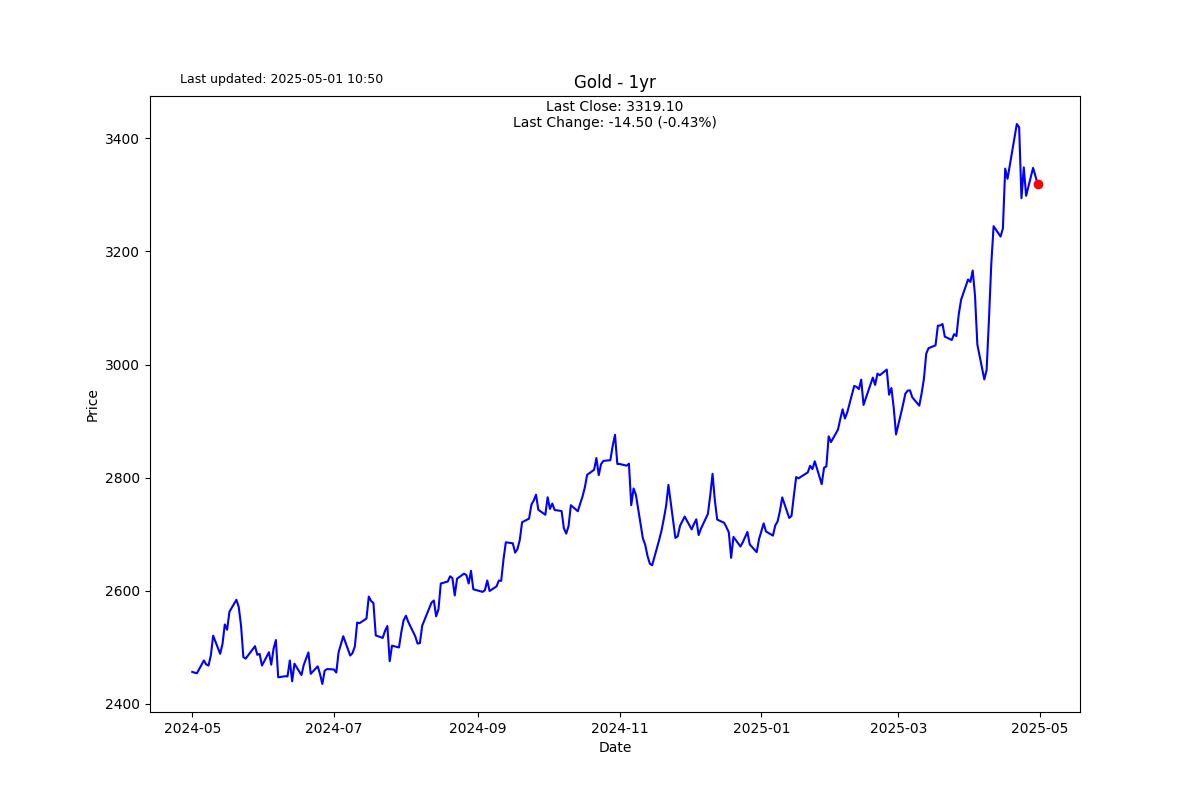 Last updated: 2025-05-01 10:50
Gold - 1yr
Last Close: 3319.10
Last Change: -14.50 (-0.43%)
3400
3200
3000
2800
2600
2400
Price
2024-05
2024-07
2024-09
2024-11
2025-01
2025-03
2025-05
Date